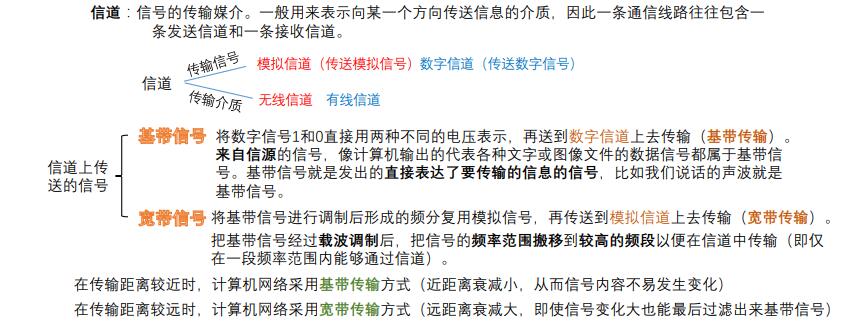 信道：信号的传输媒介。一般用来表示向某一个方向传送信息的介质，因此一条通信线路往往包含一
条发送信道和一条接收信道。
传输信号
模拟信道（传送模拟信号）数字信道（传送数字信号）
信道
传输介质
无线信道 有线信道
基带信号 将数字信号1和0直接用两种不同的电压表示，再送到数字信道上去传输（基带传输）。
来自信源的信号，像计算机输出的代表各种文字或图像文件的数据信号都属于基带信
号。基带信号就是发出的直接表达了要传输的信息的信号，比如我们说话的声波就是
基带信号。
信道上传
送的信号
宽带信号 将基带信号进行调制后形成的频分复用模拟信号，再传送到模拟信道上去传输（宽带传输）。
把基带信号经过载波调制后，把信号的频率范围搬移到较高的频段以便在信道中传输（即仅
在一段频率范围内能够通过信道）。
在传输距离较近时，计算机网络采用基带传输方式（近距离衰减小，从而信号内容不易发生变化）
在传输距离较远时，计算机网络采用宽带传输方式（远距离衰减大，即使信号变化大也能最后过滤出来基带信号）